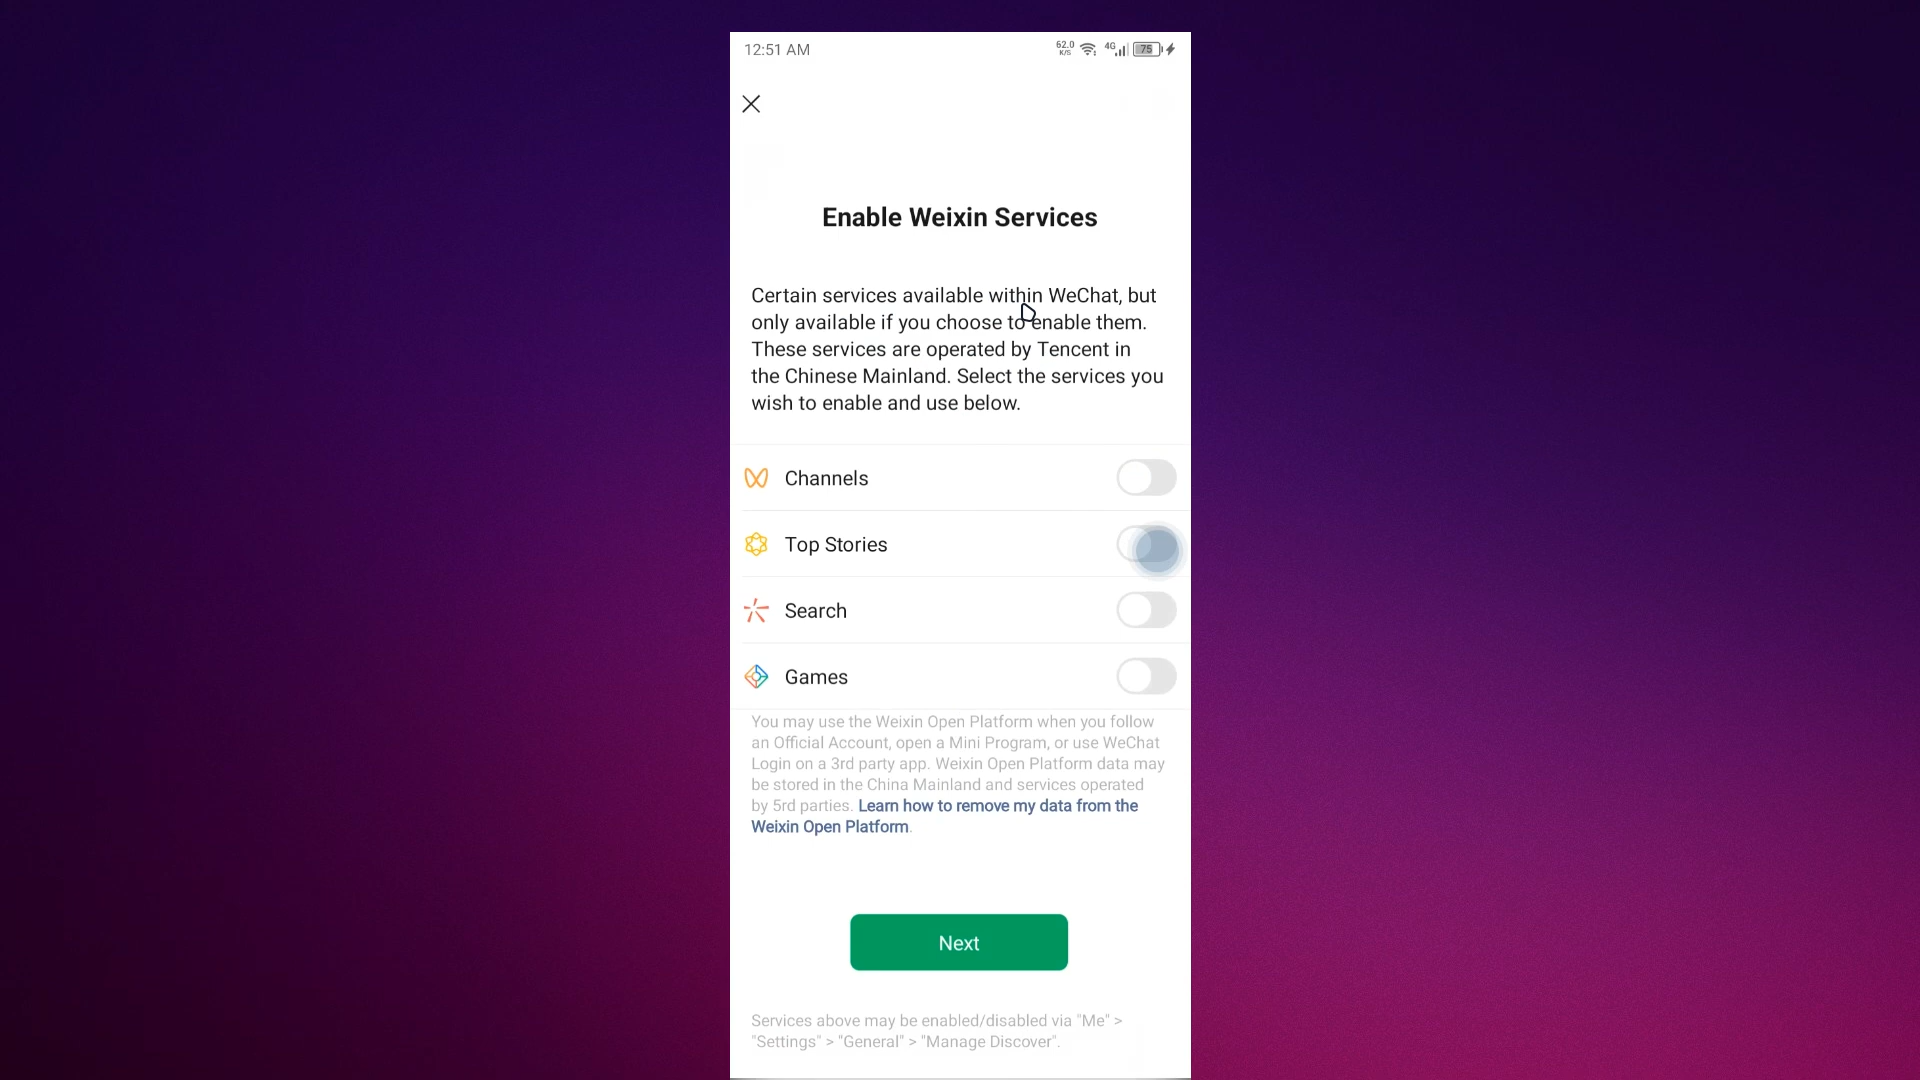 12:51 AM
62.0
K/S
4G
75
Enable Weixin Services
Certain services available within WeChat, but
only available if you choose to enable them.
These services are operated by Tencent in
the Chinese Mainland. Select the services you
wish to enable and use below.
Channels
Top Stories
Search
Games
You may use the Weixin Open Platform when you follow
an Official Account, open a Mini Program, or use WeChat
Login on a 3rd party app. Weixin Open Platform data may
be stored in the China Mainland and services operated
by 5rd parties. Learn how to remove my data from the
Weixin Open Platform.
Next
Services above may be enabled/disabled via "Me" >
"Settings" > "General" > "Manage Discover".